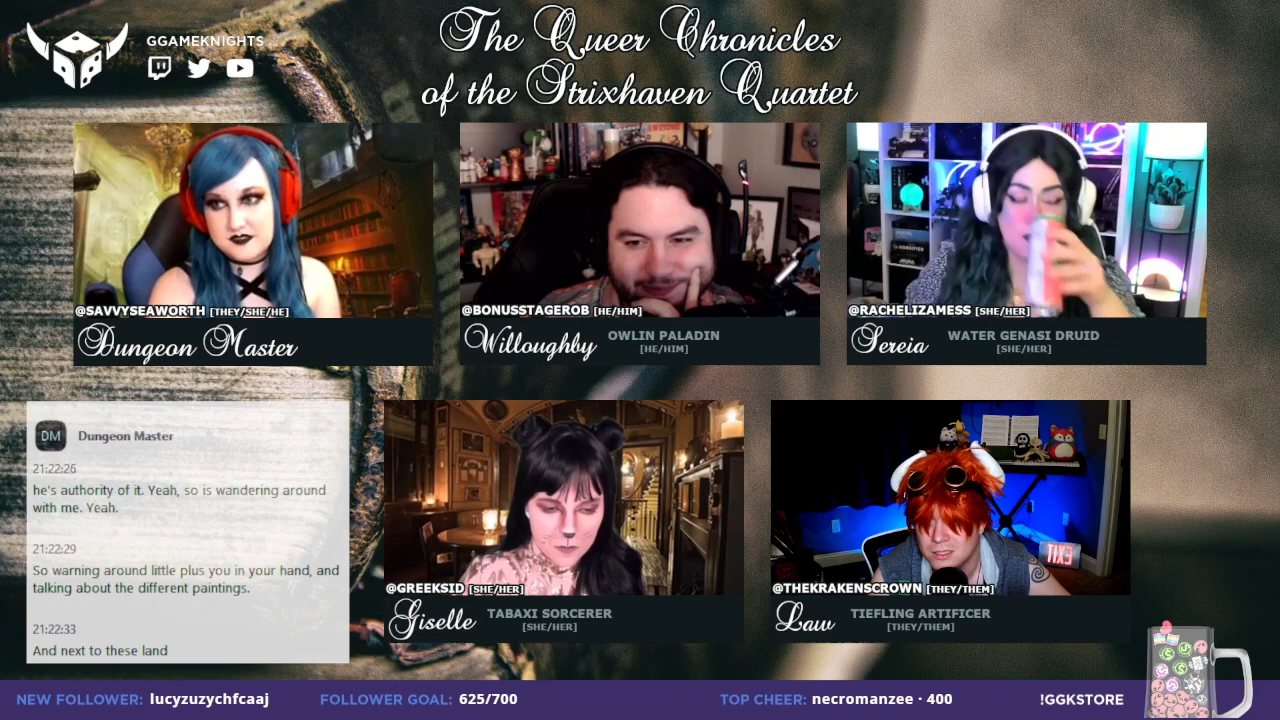 GGAMEKNIGHTS
The Queer Chronicles
of the Strixhaven Quartet
@SAVVYSEAWORTH [THEY/SHE/HE]
Dungeon Master
@BONUSSTAGEROB [HE/HIM]
Willoughby
OWLIN PALADIN
[HE/HIM]
@RACHELIZAMESS [SHE/HER]
Sereia
WATER GENASI DRUID
[SHE/HER]
DM
Dungeon Master
21:22:26
he's authority of it. Yeah, so is wandering around
with me. Yeah.
21:22:29
So warning around little plus you in your hand, and
talking about the different paintings.
21:22:33
And next to these land
@GREEKSID [SHE/HER]
Giselle
TABAXI SORCERER
[SHE/HER]
EXIT
@THEKRAKENSCROWN [THEY/THEM]
Law
TIEFLING ARTIFICER
[THEY/THEM]
NEW FOLLOWER: lucyzuzychfcaaj
FOLLOWER GOAL: 625/700
TOP CHEER: necromanzee · 400
!GGKSTORE